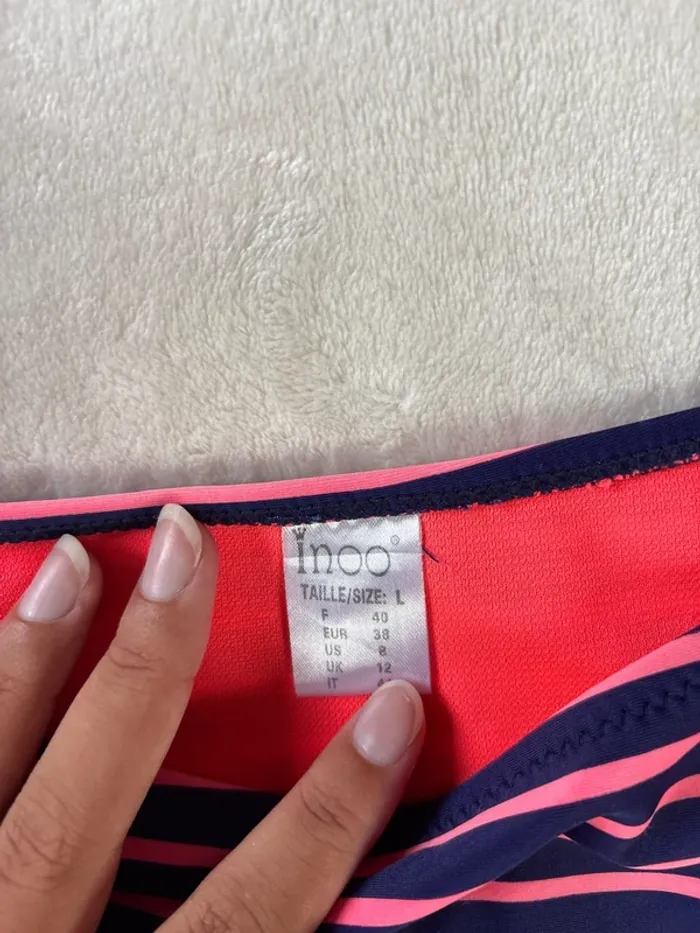 Inoo®
TAILLE/SIZE: L
F 40
EUR 38
US 8
UK 12
IT